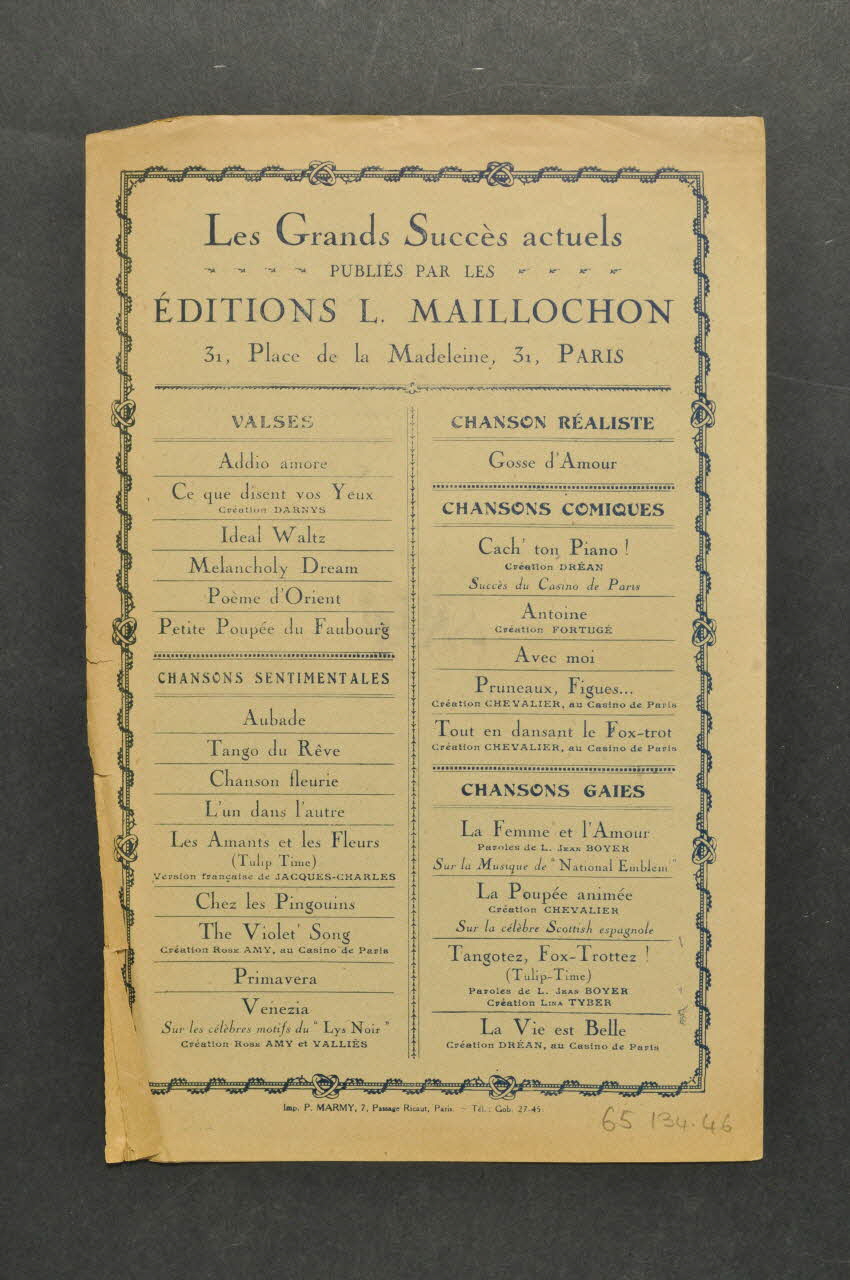 Les Grands Succès actuels
PUBLIÉS PAR LES
ÉDITIONS L. MAILLOCHON
31, Place de la Madeleine, 31, PARIS
VALSES
Addio amore
Ce que disent vos Yeux
Création DARNYS
Ideal Waltz
Melancholy Dream
Poème d'Orient
Petite Poupée du Faubourg
CHANSONS SENTIMENTALES
Aubade
Tango du Rêve
Chanson fleurie
L'un dans l'autre
Les Amants et les Fleurs
(Tulip Time)
Version française de JACQUES-CHARLES
Chez les Pingouins
The Violet' Song
Création ROSE AMY, au Casino de Paris
Primavera
Venezia
Sur les célèbres motifs du "Lys Noir"
Création ROSE AMY et VALLIÈS
CHANSON RÉALISTE
Gosse d'Amour
CHANSONS COMIQUES
Cach' ton Piano !
Création DRÉAN
Succès du Casino de Paris
Antoine
Création FORTUGÉ
Avec moi
Pruneaux, Figues...
Création CHEVALIER, au Casino de Paris
Tout en dansant le Fox-trot
Création CHEVALIER, au Casino de Paris
CHANSONS GAIES
La Femme et l'Amour
Paroles de L. JEAN BOYER
Sur la Musique de "National Emblem"
La Poupée animée
Création CHEVALIER
Sur la célèbre Scottish espagnole
Tangotez, Fox-Trottez !
(Tulip-Time)
Paroles de L. JEAN BOYER
Création LINA TYBER
La Vie est Belle
Création DRÉAN, au Casino de Paris
Imp. P. MARMY, 7, Passage Ricaut, Paris. — Tél. : Gob. 27-45
65 134.46